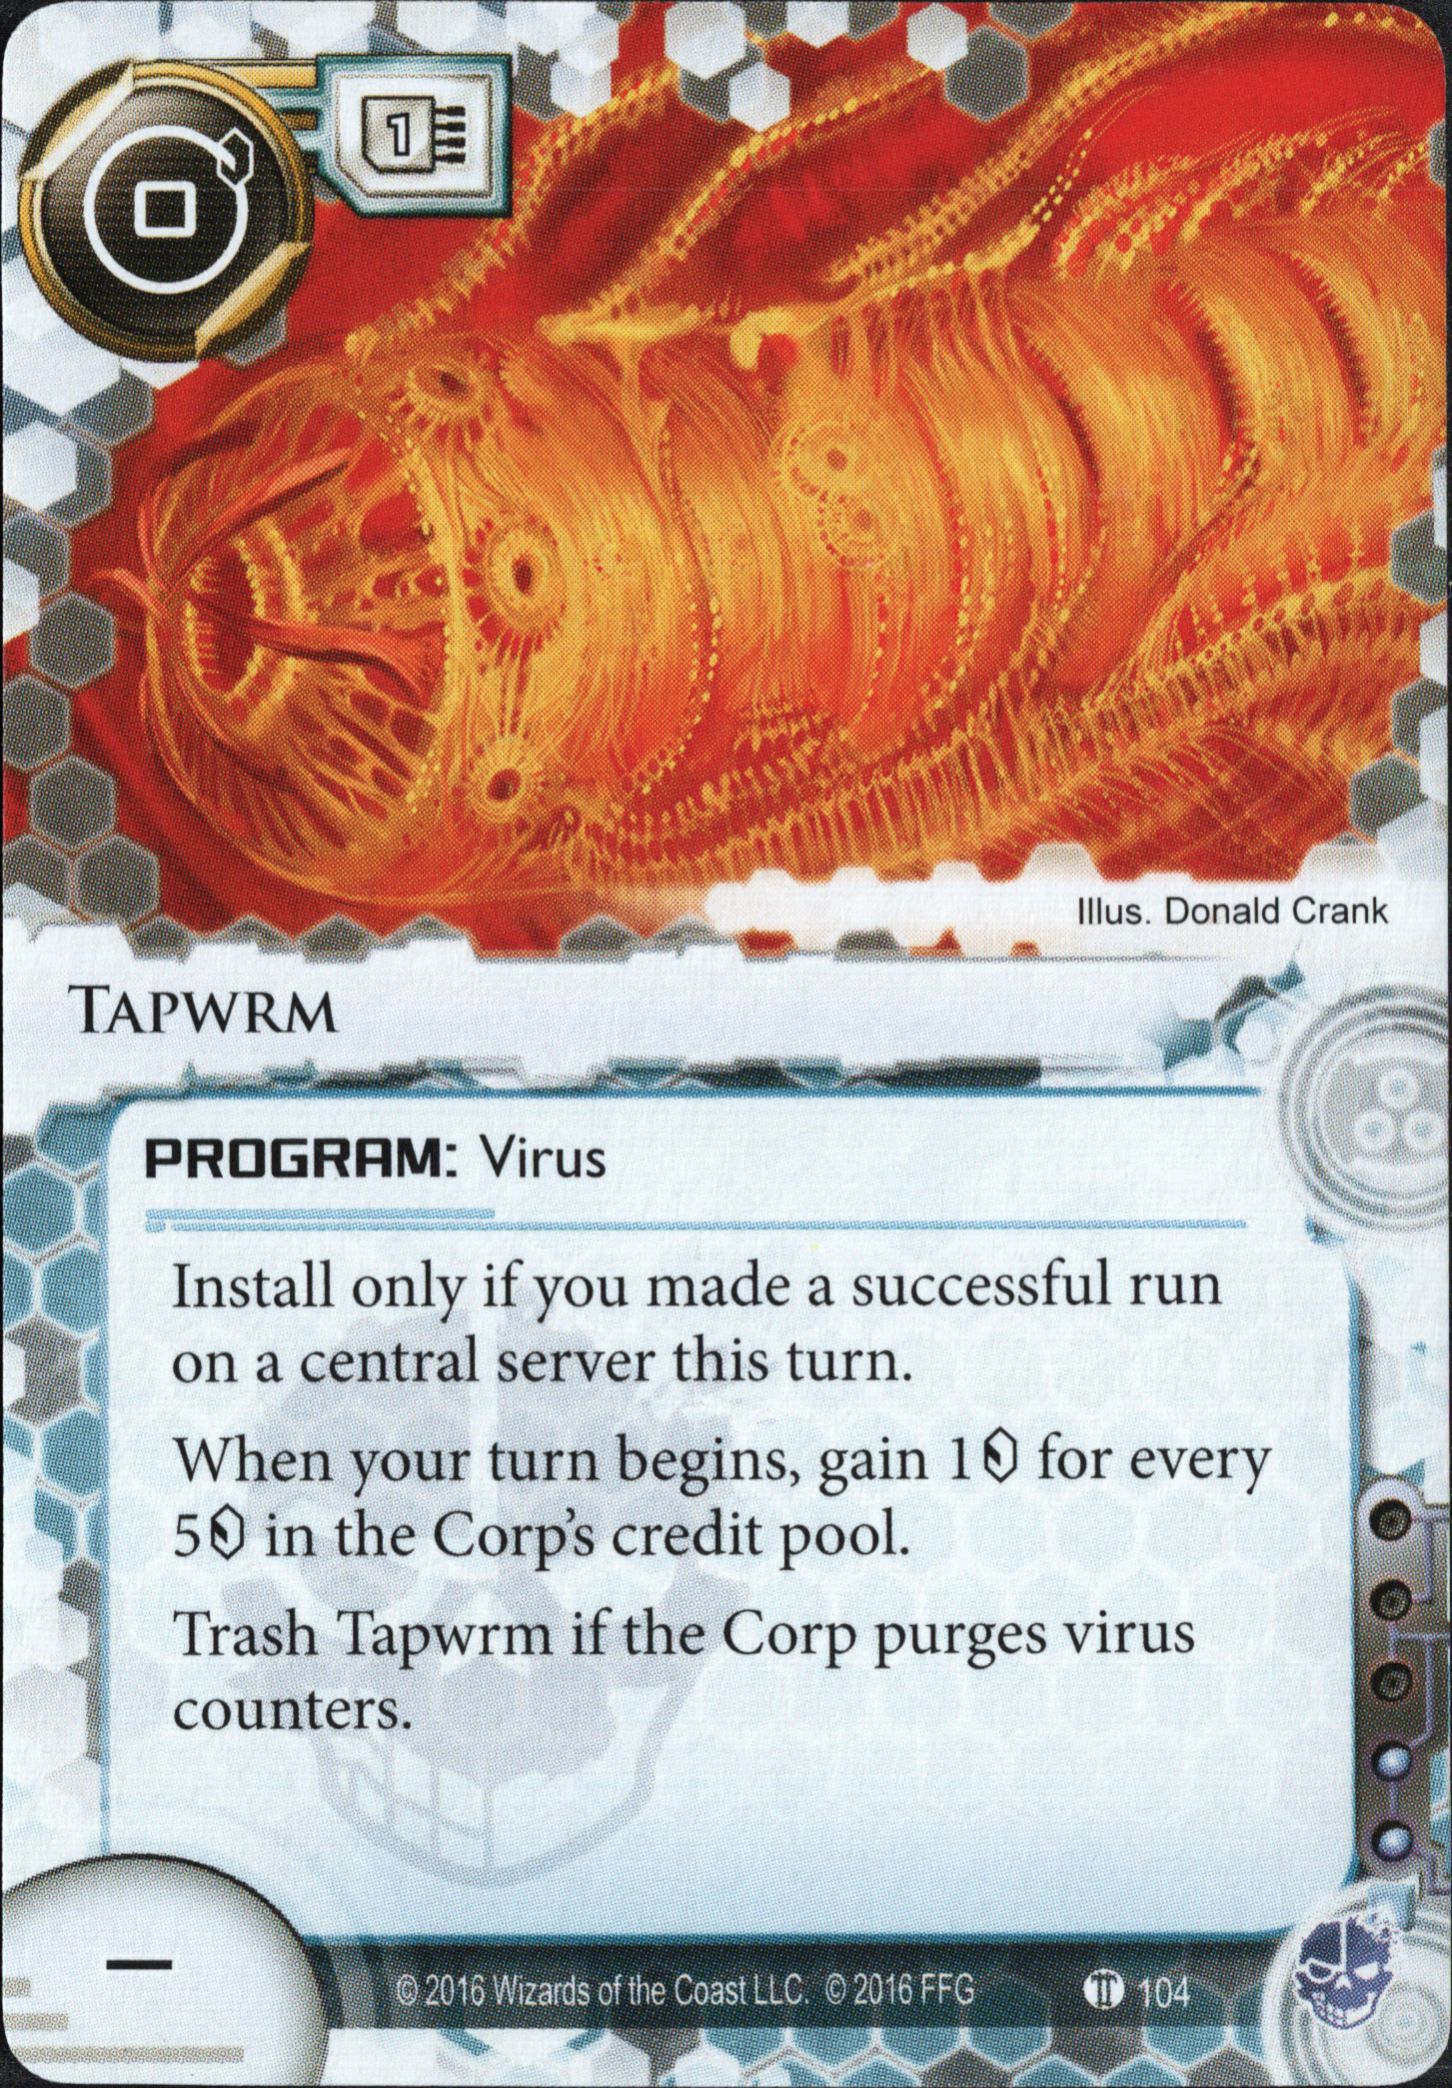 0
1
Illus. Donald Crank
TAPWRM
PROGRAM: Virus
Install only if you made a successful run
on a central server this turn.
When your turn begins, gain 1 for every
5 in the Corp's credit pool.
Trash Tapwrm if the Corp purges virus
counters.
—
© 2016 Wizards of the Coast LLC. © 2016 FFG
104